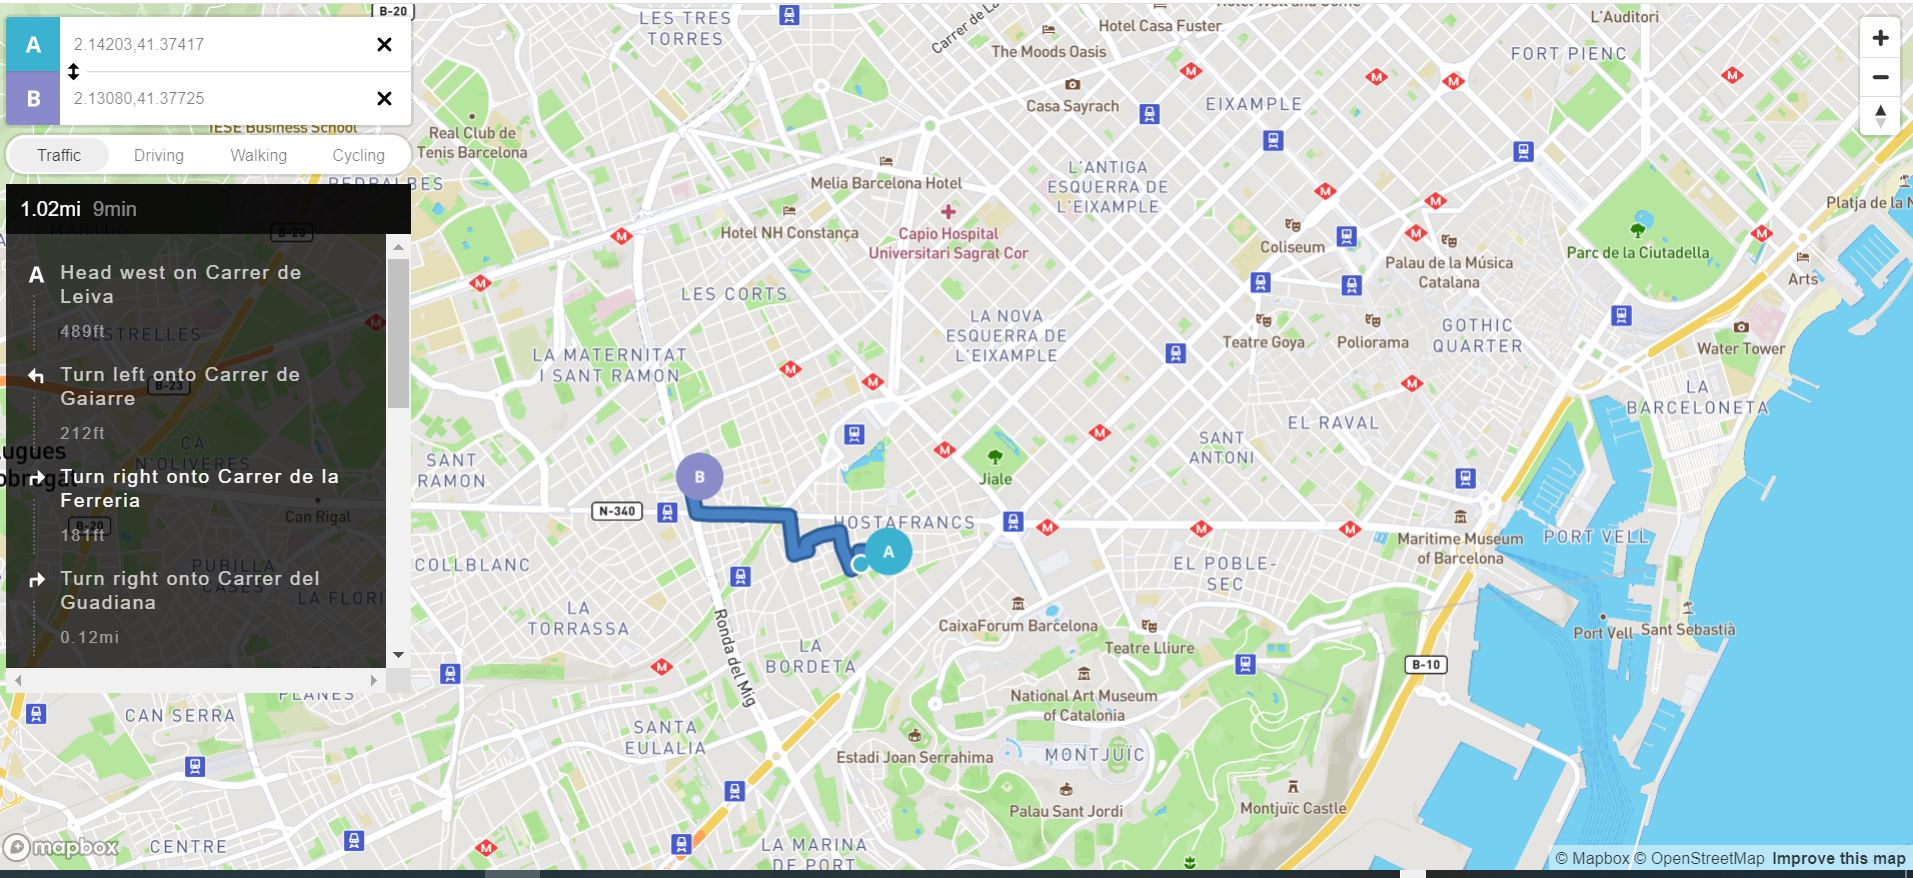 A
2.14203,41.37417
B
2.13080,41.37725
IESE Business School
Traffic
Driving
Walking
Cycling
PEDRALBES
1.02mi 9min
B-20
A
Head west on Carrer de
Leiva
489ft
Turn left onto Carrer de
Gaiarre
B-23
212ft
CA
N'OLIVERES
Turn right onto Carrer de la
Ferreria
B-20
Can Rigal
181ft
PUBILLA
CASES
Turn right onto Carrer del
Guadiana
LA FLORI
0.12mi
PLANES
CAN SERRA
CENTRE
mapbox
B-20
LES TRES
TORRES
Carrer de La
Hotel Casa Fuster
The Moods Oasis
L'Auditori
FORT PIENC
Casa Sayrach
EIXAMPLE
Real Club de
Tenis Barcelona
L'ANTIGA
ESQUERRA DE
L'EIXAMPLE
Melia Barcelona Hotel
Hotel NH Constança
Capio Hospital
Universitari Sagrat Cor
Coliseum
Palau de la Música
Catalana
Parc de la Ciutadella
Platja de la
Arts
LES CORTS
LA NOVA
ESQUERRA DE
L'EIXAMPLE
Teatre Goya
Poliorama
GOTHIC
QUARTER
Water Tower
LA MATERNITAT
I SANT RAMON
LA
BARCELONETA
EL RAVAL
SANT
ANTONI
SANT
RAMON
Jiale
B
N-340
HOSTAFRANCS
A
Maritime Museum
of Barcelona
PORT VELL
COLLBLANC
EL POBLE-
SEC
LA
TORRASSA
Ronda del Mig
CaixaForum Barcelona
Teatre Lliure
Port Vell
Sant Sebastià
LA
BORDETA
B-10
National Art Museum
of Catalonia
SANTA
EULALIA
Estadi Joan Serrahima
MONTJUÏC
Palau Sant Jordi
Montjuïc Castle
LA MARINA
DE PORT
© Mapbox © OpenStreetMap Improve this map